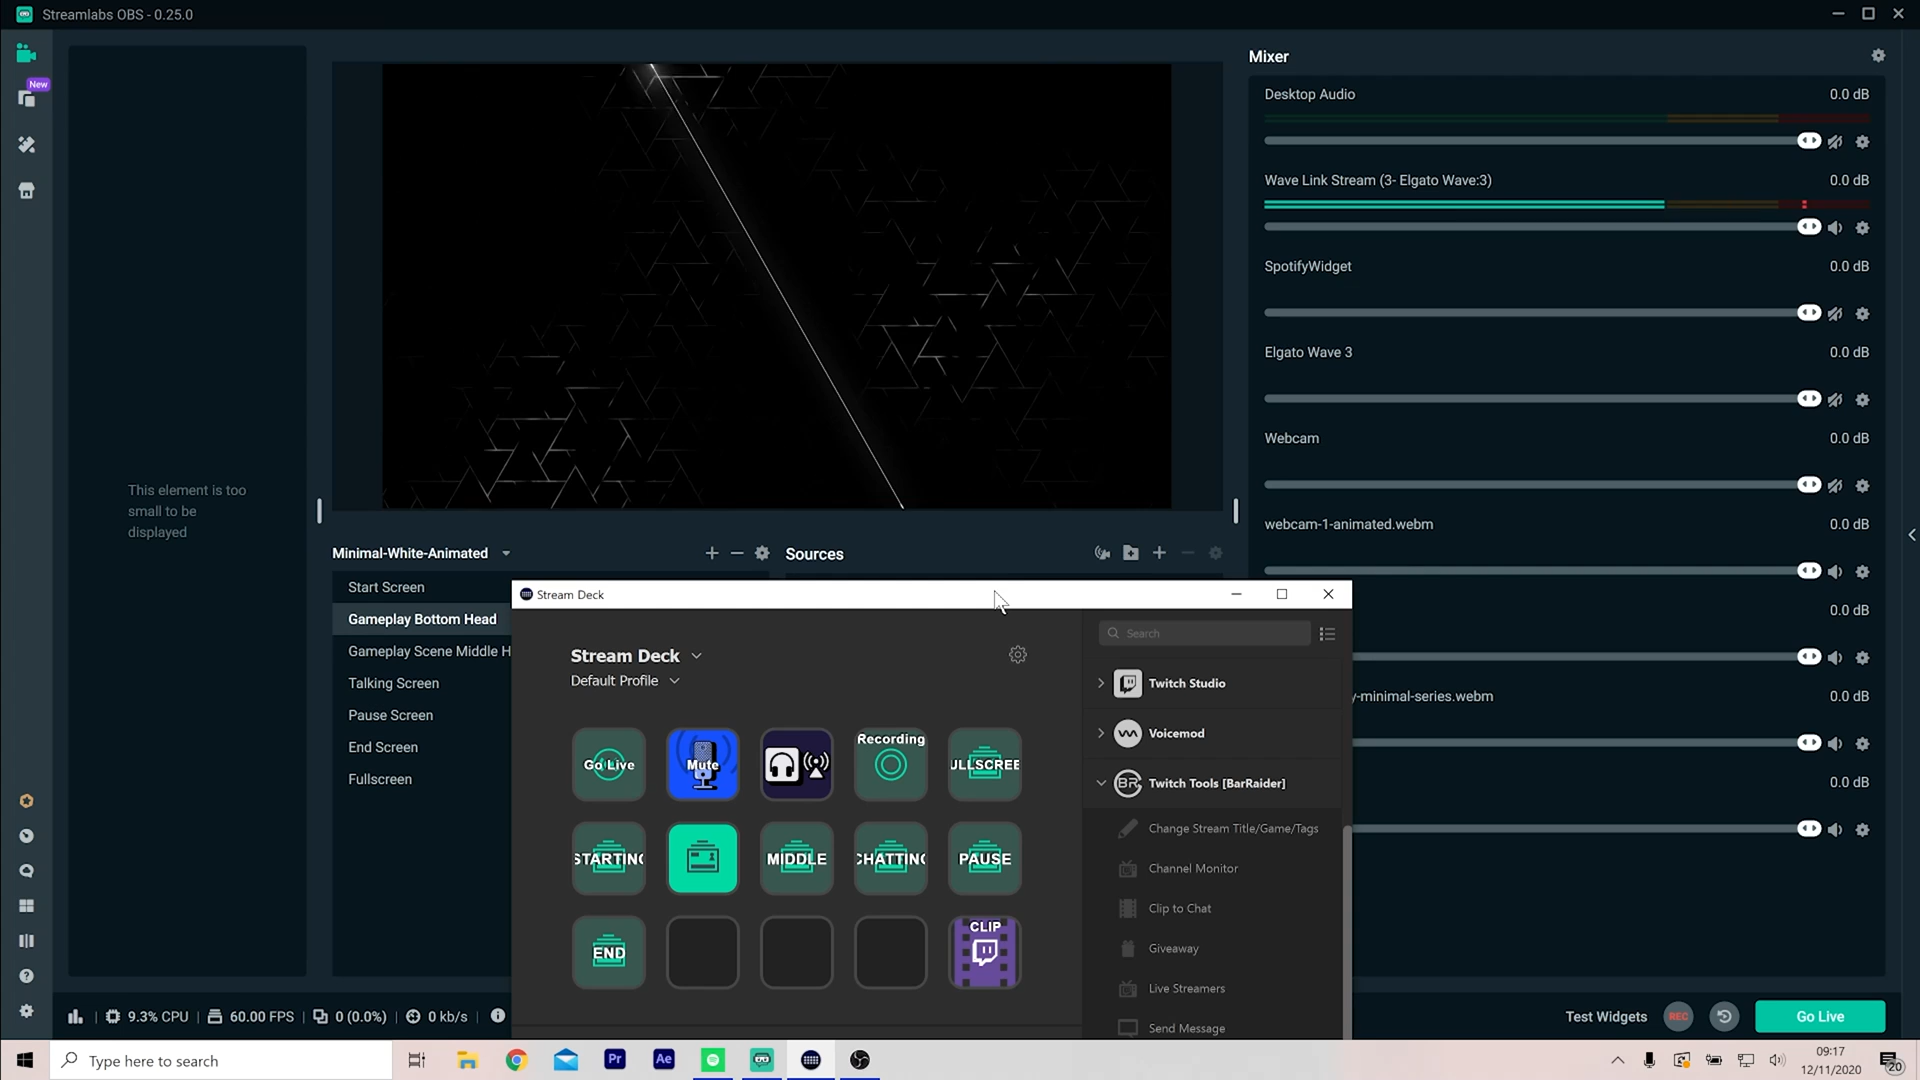 Streamlabs OBS - 0.25.0
New
This element is too
small to be
displayed
Mixer
Desktop Audio
0.0 dB
Wave Link Stream (3- Elgato Wave:3)
0.0 dB
SpotifyWidget
0.0 dB
Elgato Wave 3
0.0 dB
Webcam
0.0 dB
webcam-1-animated.webm
0.0 dB
0.0 dB
y-minimal-series.webm
0.0 dB
0.0 dB
Minimal-White-Animated
Start Screen
Gameplay Bottom Head
Gameplay Scene Middle H
Talking Screen
Pause Screen
End Screen
Fullscreen
Sources
Stream Deck
Stream Deck
Default Profile
Go Live
Mute
Recording
ULLSCREE
STARTING
MIDDLE
CHATTING
PAUSE
END
CLIP
Search
Twitch Studio
Voicemod
BR
Twitch Tools [BarRaider]
Change Stream Title/Game/Tags
Channel Monitor
Clip to Chat
Giveaway
Live Streamers
Send Message
9.3% CPU
60.00 FPS
0 (0.0%)
0 kb/s
Test Widgets
REC
Go Live
Type here to search
Pr
Ae
09:17
12/11/2020
20